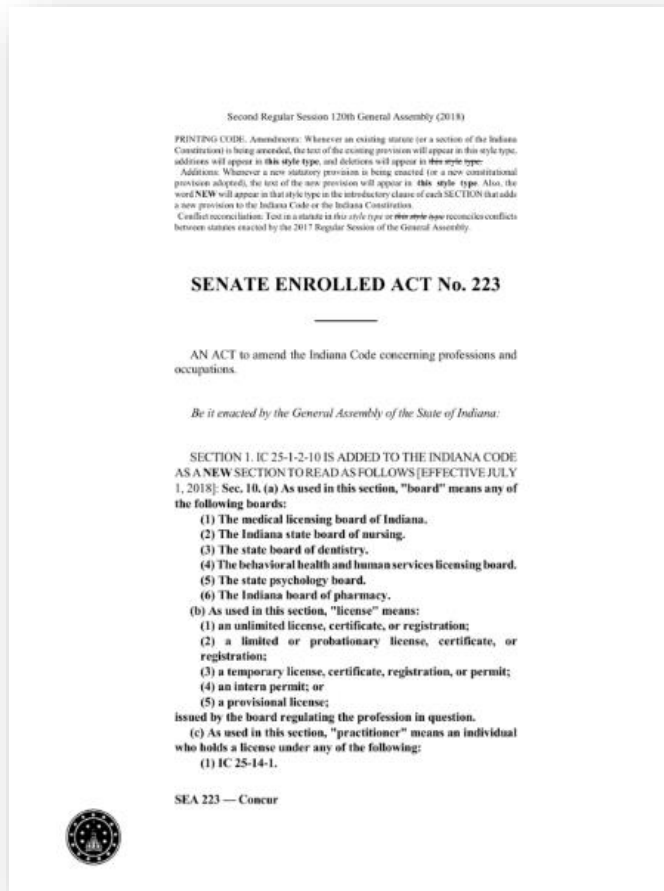 Second Regular Session 120th General Assembly (2018)
PRINTING CODE. Amendments: Whenever an existing statute (or a section of the Indiana
Constitution) is being amended, the text of the existing provision will appear in this style type,
additions will appear in this style type, and deletions will appear in this style type.
Additions: Whenever a new statutory provision is being enacted (or a new constitutional
provision adopted), the text of the new provision will appear in this style type. Also, the
word NEW will appear in that style type in the introductory clause of each SECTION that adds
a new provision to the Indiana Code or the Indiana Constitution.
Conflict reconciliation: Text in a statute in this style type or this style type reconciles conflicts
between statutes enacted by the 2017 Regular Session of the General Assembly.
SENATE ENROLLED ACT No. 223
AN ACT to amend the Indiana Code concerning professions and
occupations.
Be it enacted by the General Assembly of the State of Indiana:
SECTION 1. IC 25-1-2-10 IS ADDED TO THE INDIANA CODE
AS A NEW SECTION TO READ AS FOLLOWS [EFFECTIVE JULY
1, 2018]: Sec. 10. (a) As used in this section, "board" means any of
the following boards:
(1) The medical licensing board of Indiana.
(2) The Indiana state board of nursing.
(3) The state board of dentistry.
(4) The behavioral health and human services licensing board.
(5) The state psychology board.
(6) The Indiana board of pharmacy.
(b) As used in this section, "license" means:
(1) an unlimited license, certificate, or registration;
(2) a limited or probationary license, certificate, or
registration;
(3) a temporary license, certificate, registration, or permit;
(4) an intern permit; or
(5) a provisional license;
issued by the board regulating the profession in question.
(c) As used in this section, "practitioner" means an individual
who holds a license under any of the following:
(1) IC 25-14-1.
SEA 223 — Concur